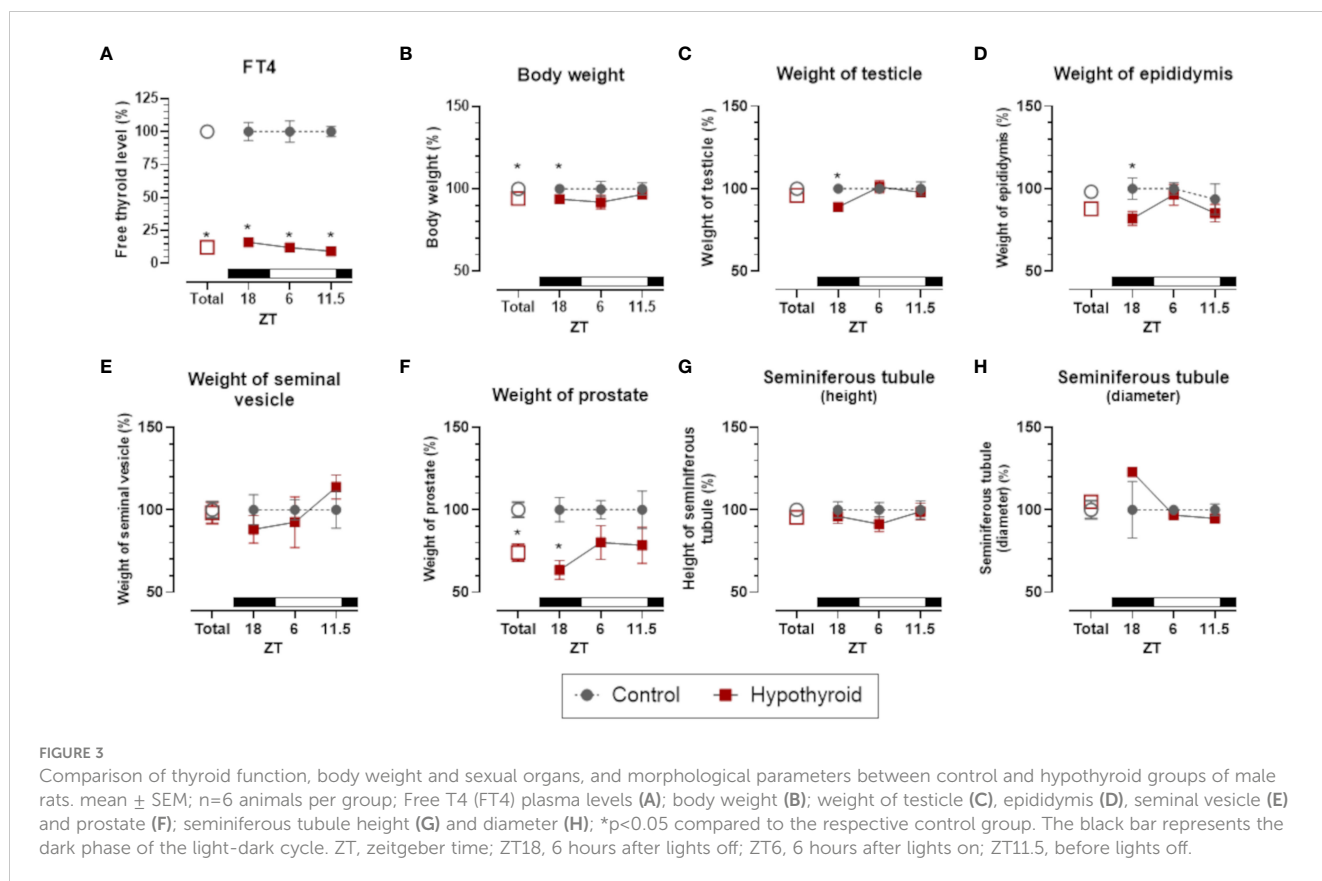 A
FT4
Free thyroid level (%)
125
100
75
50
25
0
Total 18 6 11.5
ZT
* * * *
B
Body weight
Body weight (%)
150
100
50
* *
Total 18 6 11.5
ZT
C
Weight of testicle
Weight of testicle (%)
150
100
50
*
Total 18 6 11.5
ZT
D
Weight of epididymis
Weight of epididymis (%)
150
100
50
*
Total 18 6 11.5
ZT
E
Weight of seminal
vesicle
Weight of seminal vesicle (%)
150
100
50
Total 18 6 11.5
ZT
F
Weight of prostate
Weight of prostate (%)
150
100
50
* *
Total 18 6 11.5
ZT
G
Seminiferous tubule
(height)
Height of seminiferous
tubule (%)
150
100
50
Total 18 6 11.5
ZT
H
Seminiferous tubule
(diameter)
Seminiferous tubule
(diameter) (%)
150
100
50
Total 18 6 11.5
ZT
Control Hypothyroid
FIGURE 3
Comparison of thyroid function, body weight and sexual organs, and morphological parameters between control and hypothyroid groups of male
rats. mean ± SEM; n=6 animals per group; Free T4 (FT4) plasma levels (A); body weight (B); weight of testicle (C), epididymis (D), seminal vesicle (E)
and prostate (F); seminiferous tubule height (G) and diameter (H); *p<0.05 compared to the respective control group. The black bar represents the
dark phase of the light-dark cycle. ZT, zeitgeber time; ZT18, 6 hours after lights off; ZT6, 6 hours after lights on; ZT11.5, before lights off.